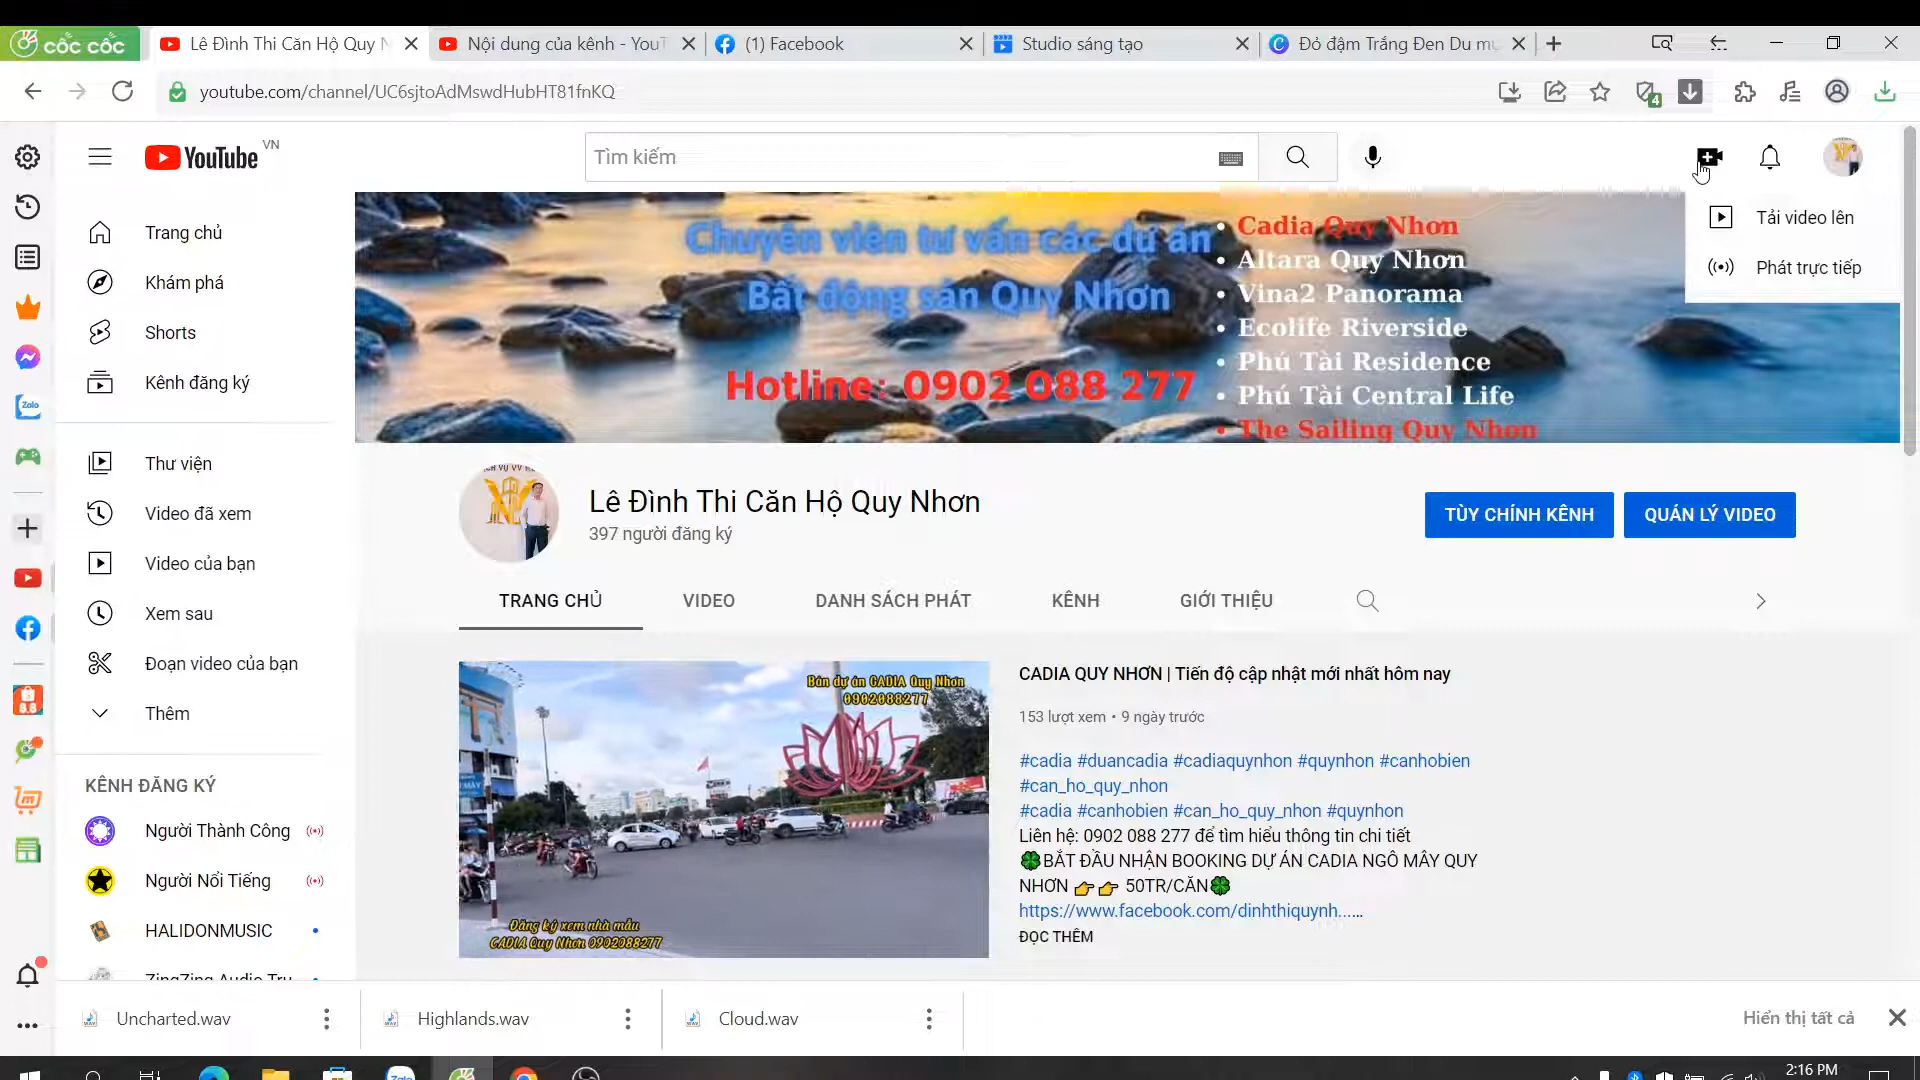 cốc cốc
Lê Đình Thi Căn Hộ Quy N
Nội dung của kênh - YouT
(1) Facebook
Studio sáng tạo
Đỏ đậm Trắng Đen Du mụ
youtube.com/channel/UC6sjtoAdMswdHubHT81fnKQ
4
YouTube VN
Tìm kiếm
Tải video lên
Phát trực tiếp
Trang chủ
Khám phá
Shorts
Kênh đăng ký
Thư viện
Video đã xem
Video của bạn
Xem sau
Đoạn video của bạn
Thêm
KÊNH ĐĂNG KÝ
Người Thành Công
Người Nổi Tiếng
HALIDONMUSIC
ZingZing Audio Tru
Zalo
8.8
Chuyên viên tư vấn các dự án
Bất động sản Quy Nhơn
Hotline: 0902 088 277
• Cadia Quy Nhơn
• Altara Quy Nhơn
• Vina2 Panorama
• Ecolife Riverside
• Phú Tài Residence
• Phú Tài Central Life
• The Sailing Quy Nhơn
Lê Đình Thi Căn Hộ Quy Nhơn
397 người đăng ký
TÙY CHỈNH KÊNH
QUẢN LÝ VIDEO
TRANG CHỦ
VIDEO
DANH SÁCH PHÁT
KÊNH
GIỚI THIỆU
Bán dự án CADIA Quy Nhơn
0902088277
Đăng ký xem nhà mẫu
CADIA Quy Nhơn 0902088277
CADIA QUY NHƠN | Tiến độ cập nhật mới nhất hôm nay
153 lượt xem • 9 ngày trước
#cadia #duancadia #cadiaquynhon #quynhon #canhobien
#can_ho_quy_nhon
#cadia #canhobien #can_ho_quy_nhon #quynhon
Liên hệ: 0902 088 277 để tìm hiểu thông tin chi tiết
🍀BẮT ĐẦU NHẬN BOOKING DỰ ÁN CADIA NGÔ MÂY QUY
NHƠN 👉👉 50TR/CĂN🍀
https://www.facebook.com/dinhthiquynh......
ĐỌC THÊM
Uncharted.wav
Highlands.wav
Cloud.wav
Hiển thị tất cả
Zalo
2:16 PM